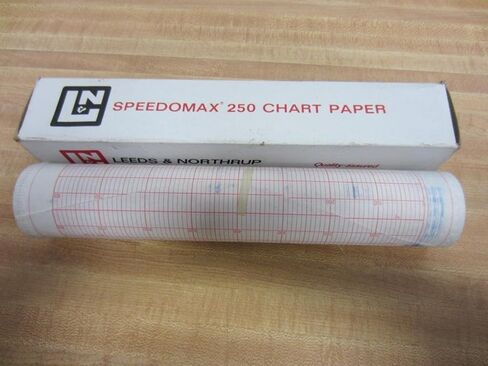 L&N
SPEEDOMAX® 250 CHART PAPER
L&N LEEDS & NORTHRUP
Quality-Assured